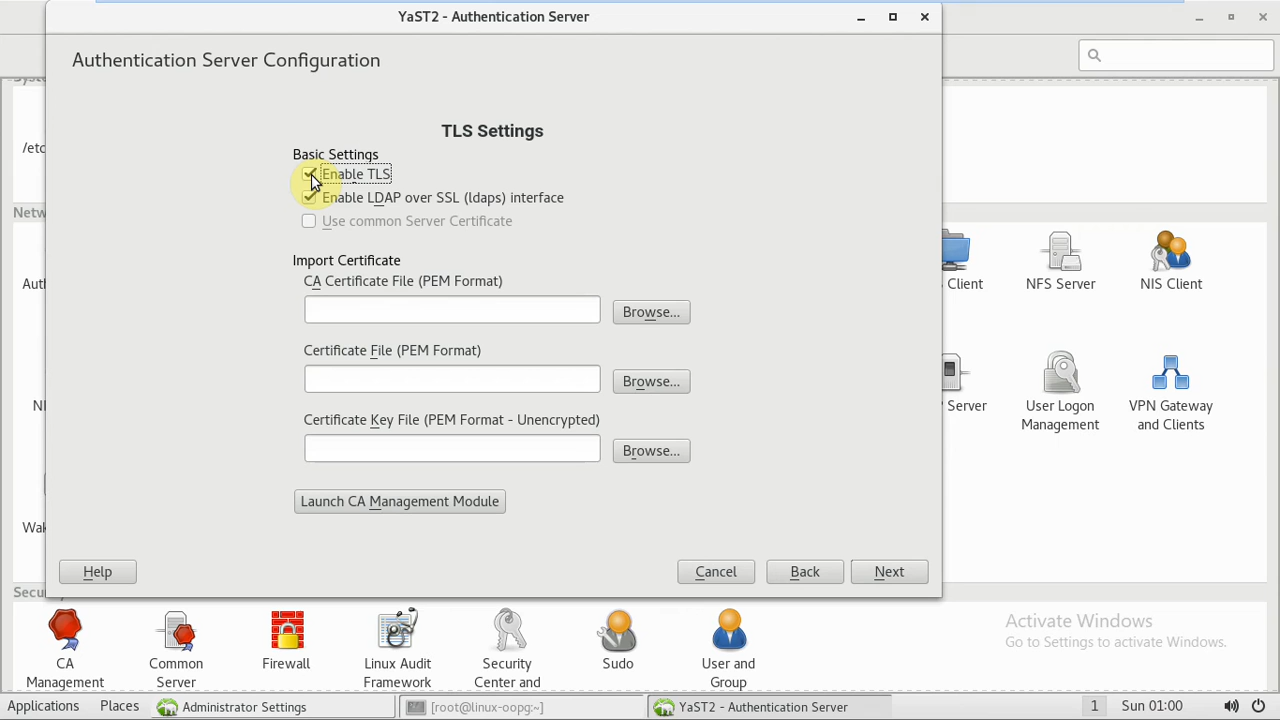 YaST2 - Authentication Server
Authentication Server Configuration
TLS Settings
Basic Settings
Enable TLS
Enable LDAP over SSL (ldaps) interface
Use common Server Certificate
Import Certificate
CA Certificate File (PEM Format)
Browse...
Certificate File (PEM Format)
Browse...
Certificate Key File (PEM Format - Unencrypted)
Browse...
Launch CA Management Module
Help
Cancel
Back
Next
/etc
Client
NFS Server
NIS Client
Server
User Logon
Management
VPN Gateway
and Clients
CA
Management
Common
Server
Firewall
Linux Audit
Framework
Security
Center and
Sudo
User and
Group
Activate Windows
Go to Settings to activate Windows.
Applications
Places
Administrator Settings
[root@linux-oopg:~]
YaST2 - Authentication Server
1
Sun 01:00